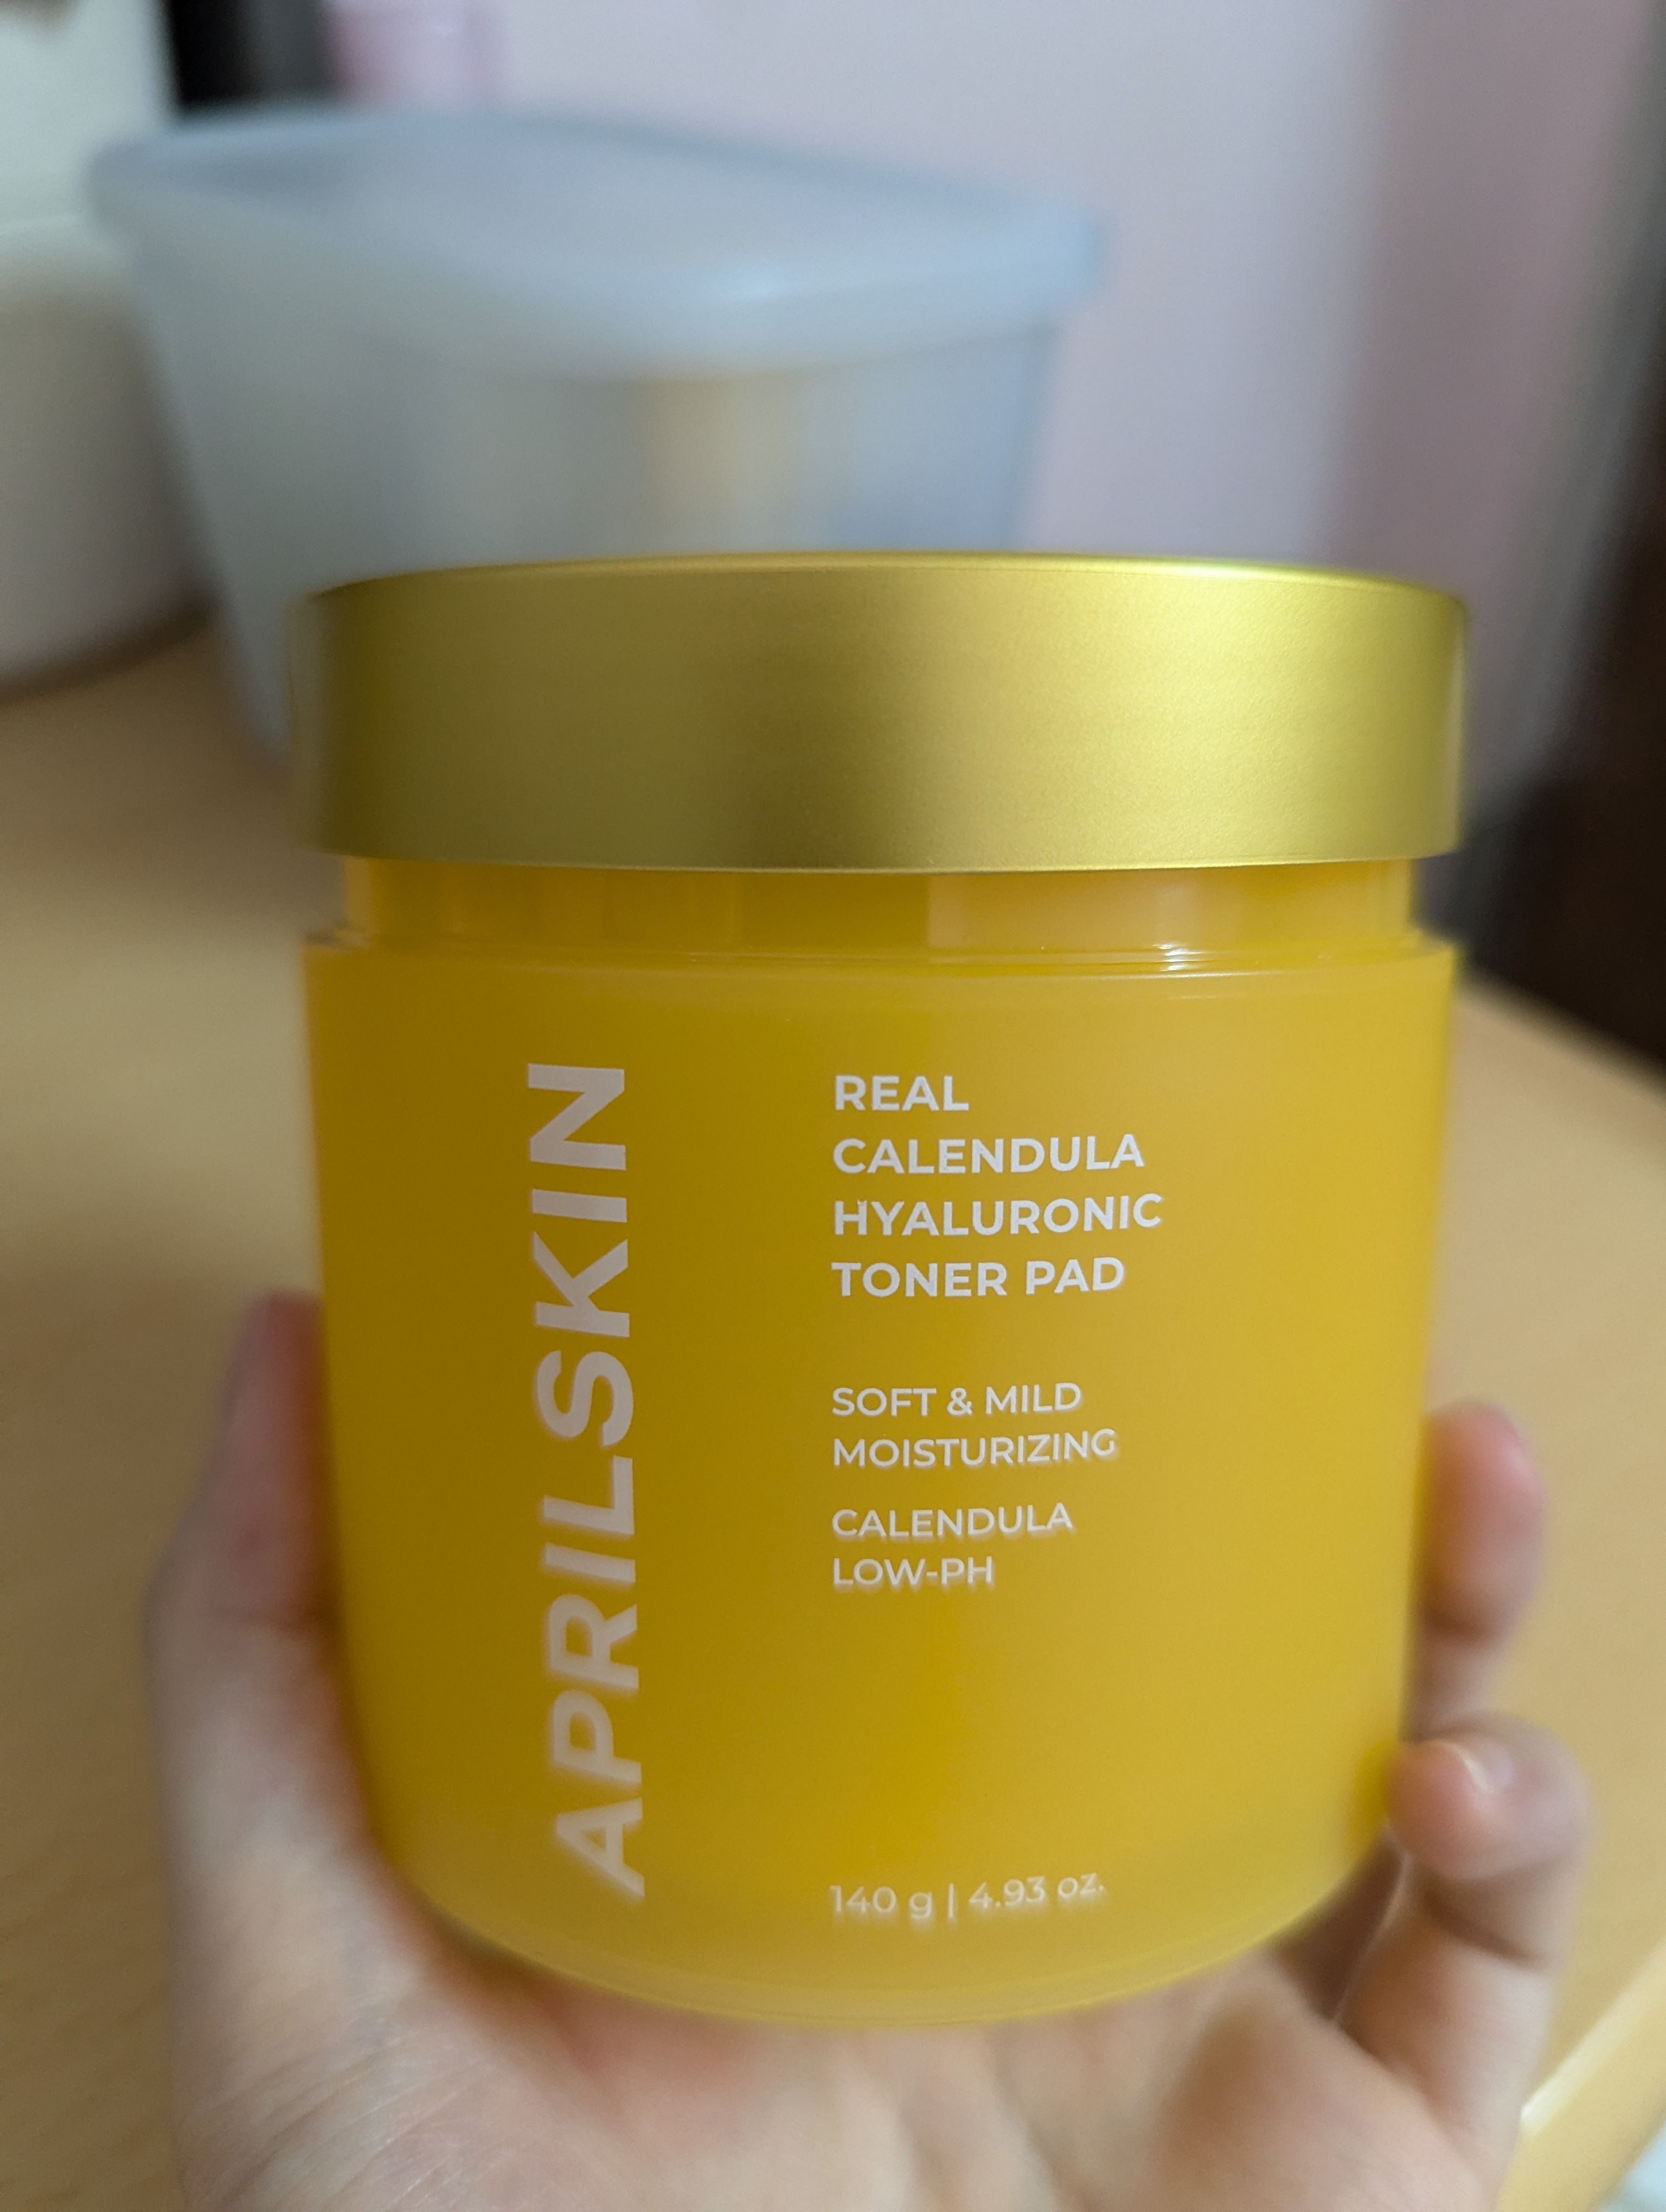 APRILSKIN
REAL
CALENDULA
HYALURONIC
TONER PAD
SOFT & MILD
MOISTURIZING
CALENDULA
LOW-PH
140 g | 4.93 oz.